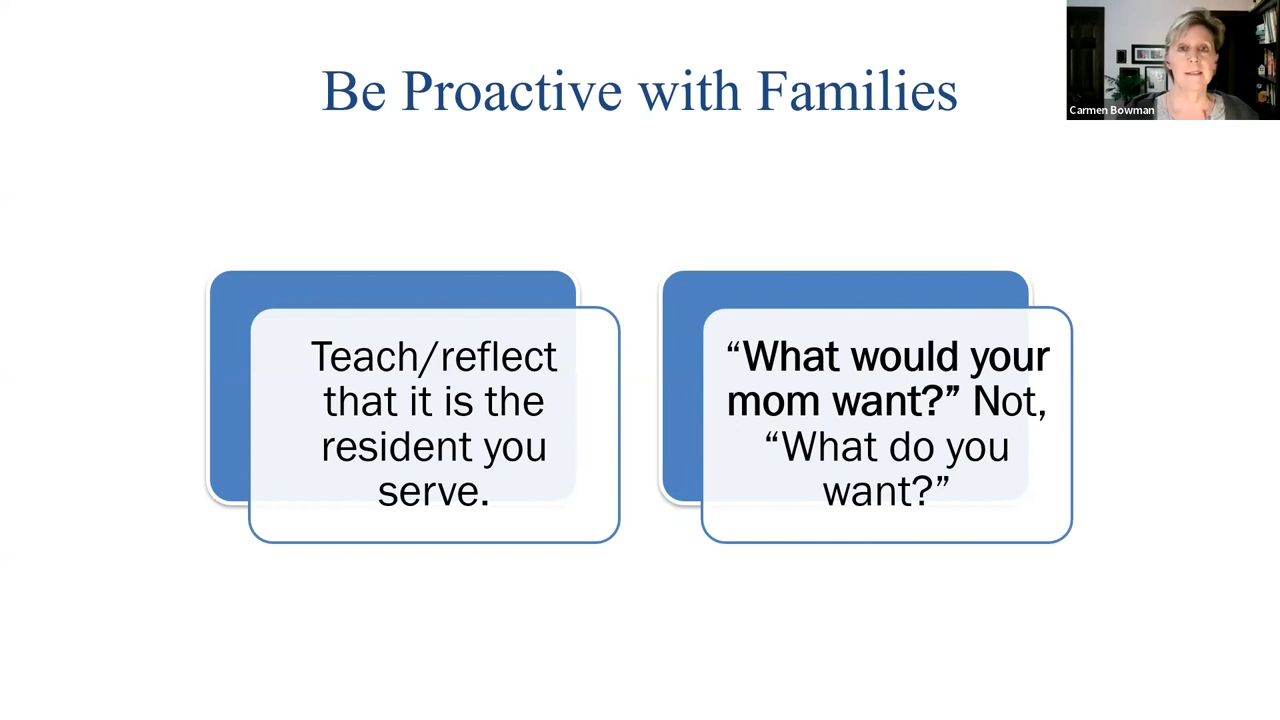 Be Proactive with Families
Carmen Bowman
Teach/reflect
that it is the
resident you
serve.
“What would your
mom want?” Not,
“What do you
want?”